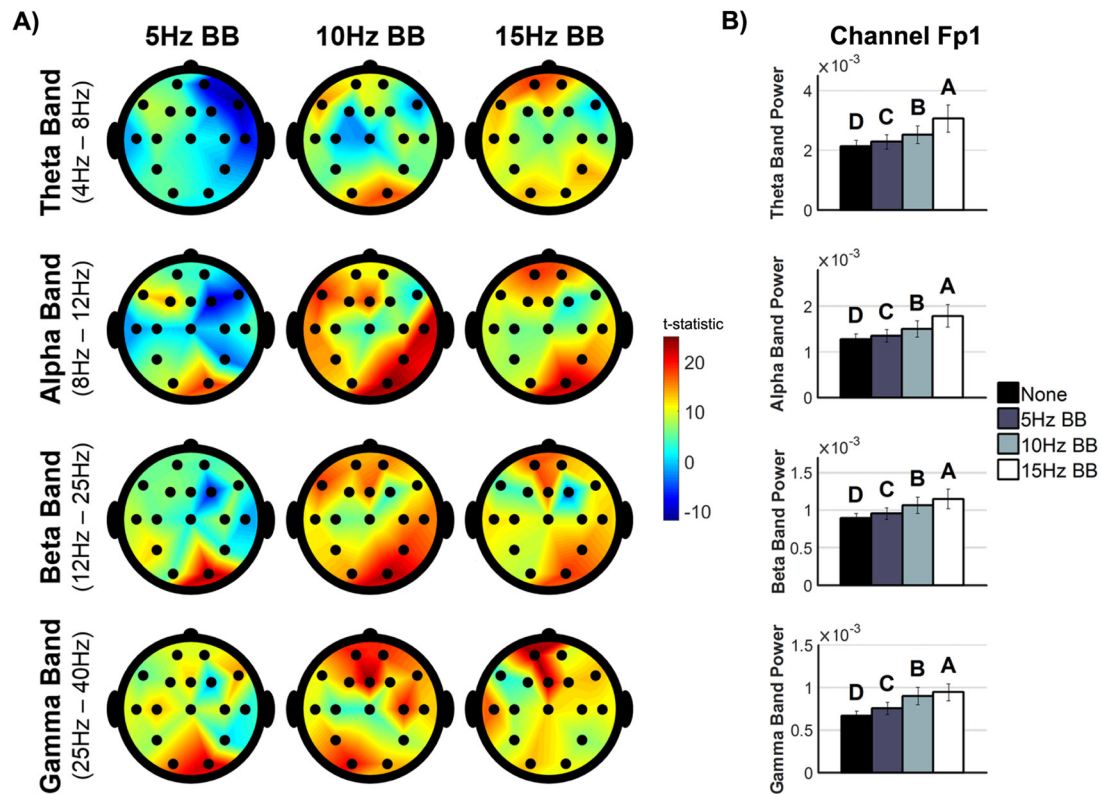 A)
5Hz BB 10Hz BB 15Hz BB
Theta Band
(4Hz – 8Hz)
Alpha Band
(8Hz – 12Hz)
Beta Band
(12Hz – 25Hz)
Gamma Band
(25Hz – 40Hz)
t-statistic
20
10
0
-10
B)
Channel Fp1
×10⁻³
Theta Band Power
4
2
0
D C B A
×10⁻³
Alpha Band Power
2
1
0
D C B A
×10⁻³
Beta Band Power
1.5
1
0.5
0
D C B A
×10⁻³
Gamma Band Power
1.5
1
0.5
0
D C B A
None
5Hz BB
10Hz BB
15Hz BB